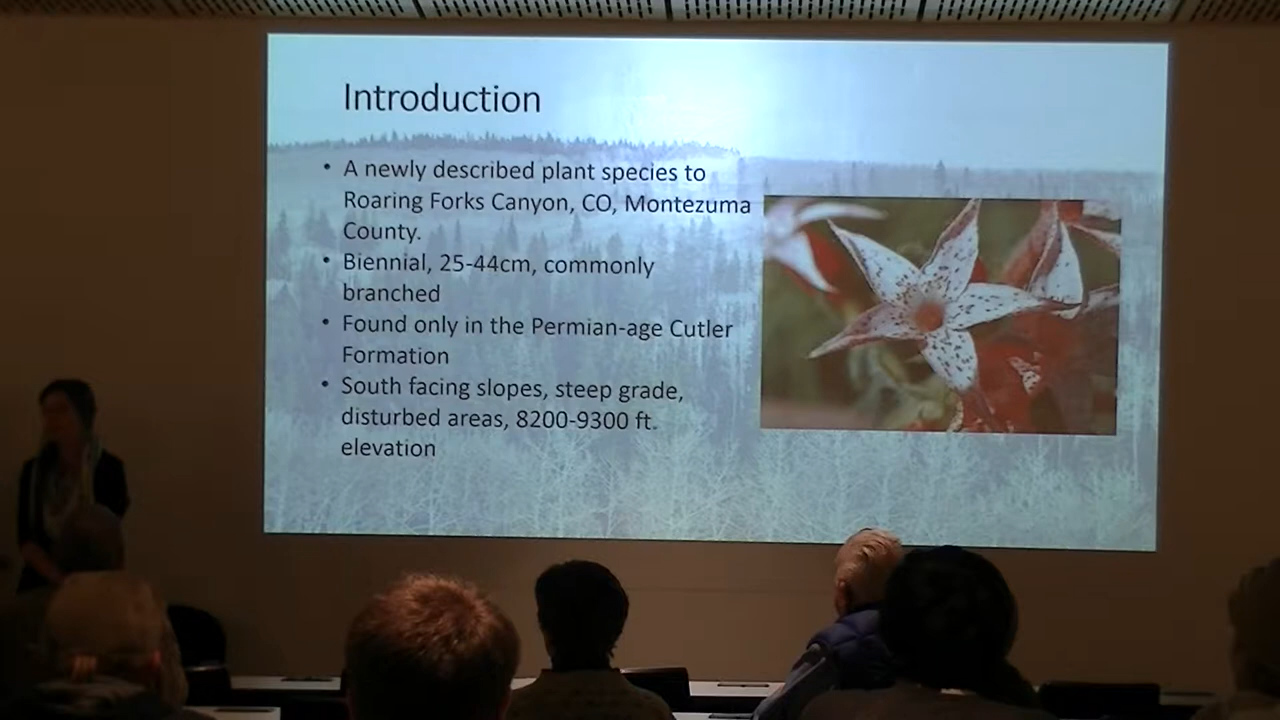 Introduction
• A newly described plant species to
Roaring Forks Canyon, CO, Montezuma
County.
• Biennial, 25-44cm, commonly
branched
• Found only in the Permian-age Cutler
Formation
• South facing slopes, steep grade,
disturbed areas, 8200-9300 ft.
elevation